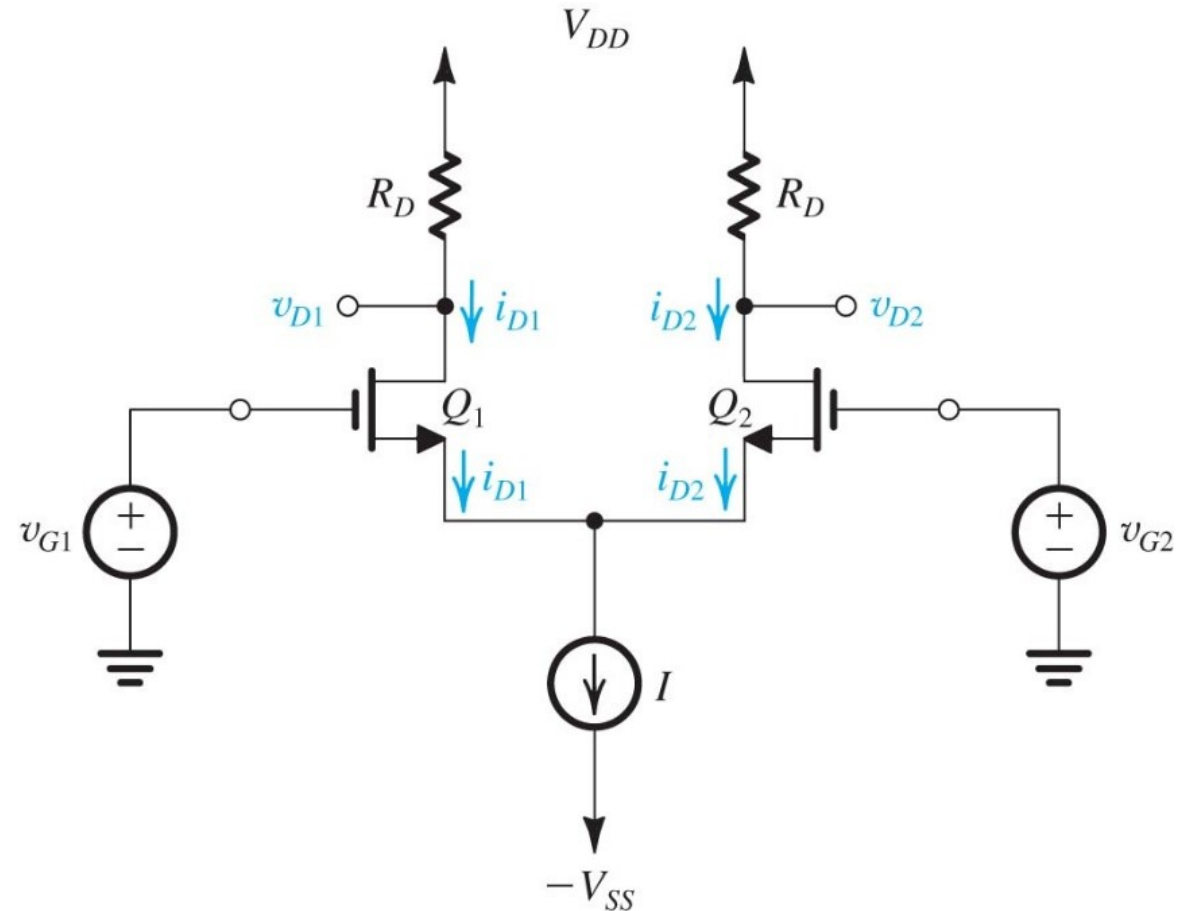 V_DD
R_D R_D
v_D1 i_D1 i_D2 v_D2
Q_1 Q_2
i_D1 i_D2
+ +
v_G1 v_G2
− −
I
−V_SS